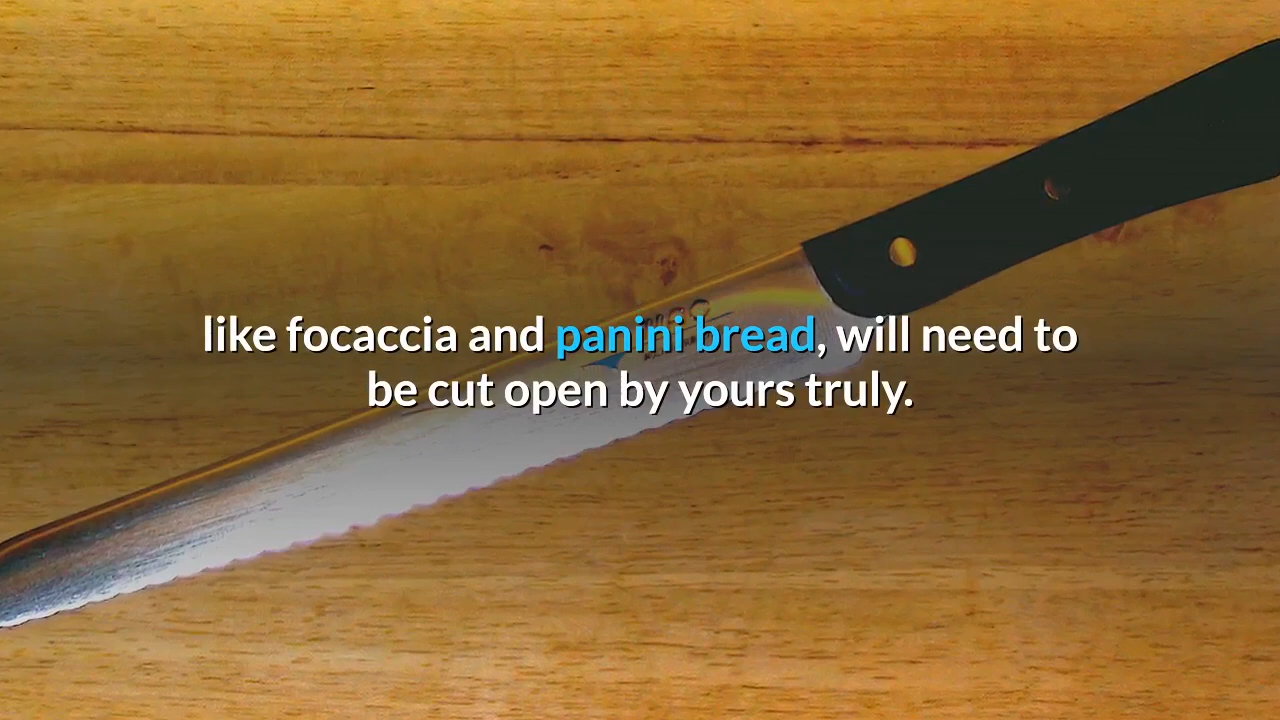 like focaccia and panini bread, will need to
be cut open by yours truly.